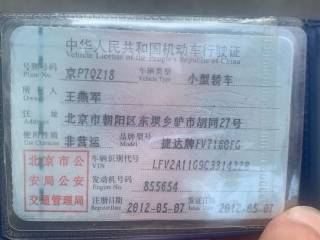 中华人民共和国机动车行驶证
Vehicle License of the People's Republic of China
号牌号码 京P7QZ18 车辆类型 小型轿车
Plate No. Vehicle Type
所有人 王燕军
Owner
住址 北京市朝阳区东坝乡驴市胡同27号
Address
使用性质 非营运 品牌型号 捷达牌FV7160FG
Use Character Model
北京市公 车辆识别代号
安局公安 VIN
交通管理局 发动机号码 855654
Engine No.
注册日期 2012-05-07 发证日期 2012-05-07
Register Date Issue Date